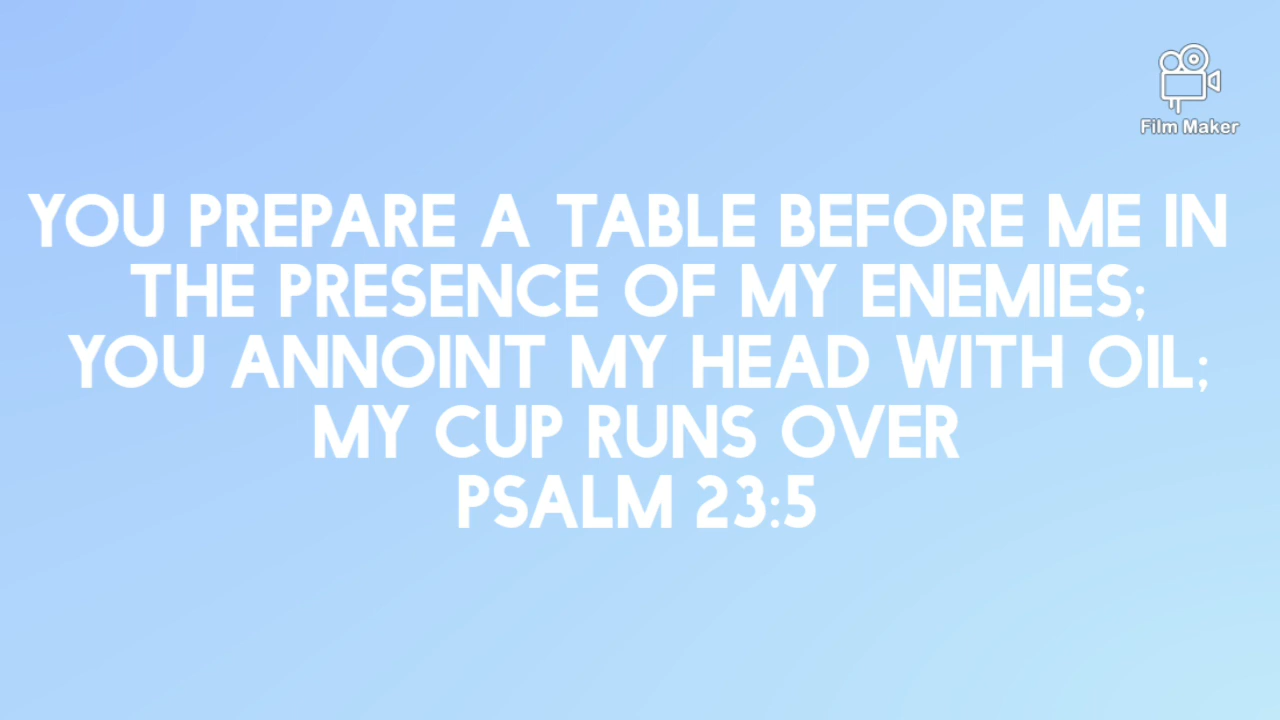 Film Maker
YOU PREPARE A TABLE BEFORE ME IN
THE PRESENCE OF MY ENEMIES;
YOU ANNOINT MY HEAD WITH OIL;
MY CUP RUNS OVER
PSALM 23:5